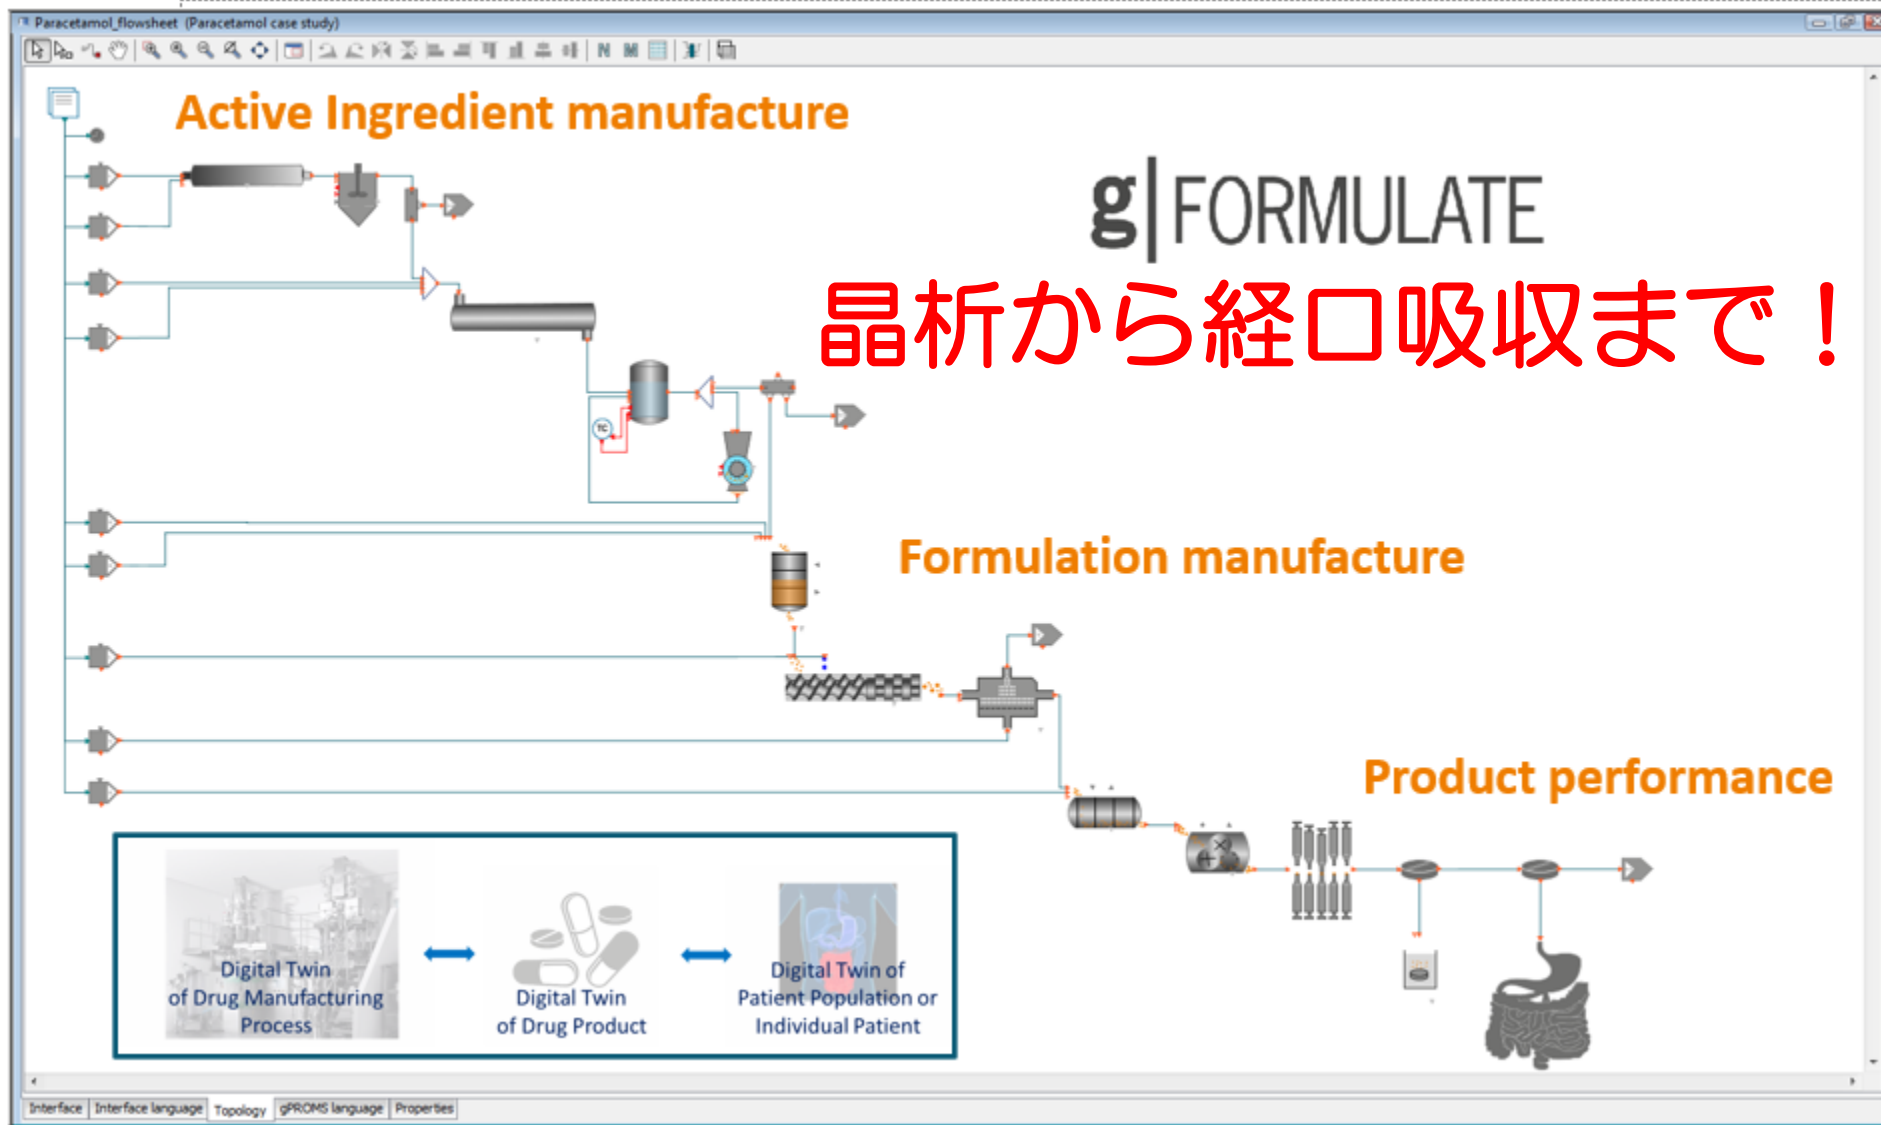 Paracetamol_flowsheet (Paracetamol case study)
N M
Active Ingredient manufacture
g|FORMULATE
晶析から経口吸収まで！
TC
Formulation manufacture
Product performance
Digital Twin
of Drug Manufacturing
Process
Digital Twin
of Drug Product
Digital Twin of
Patient Population or
Individual Patient
Interface
Interface language
Topology
gPROMS language
Properties